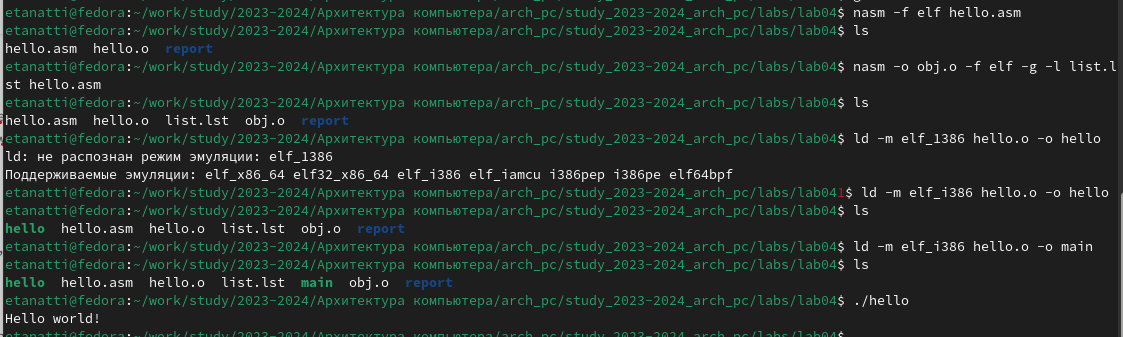 etanatti@fedora:~/work/study/2023-2024/Архитектура компьютера/arch_pc/study_2023-2024_arch_pc/labs/lab04$ nasm -f elf hello.asm
etanatti@fedora:~/work/study/2023-2024/Архитектура компьютера/arch_pc/study_2023-2024_arch_pc/labs/lab04$ ls
hello.asm hello.o report
etanatti@fedora:~/work/study/2023-2024/Архитектура компьютера/arch_pc/study_2023-2024_arch_pc/labs/lab04$ nasm -o obj.o -f elf -g -l list.l
st hello.asm
etanatti@fedora:~/work/study/2023-2024/Архитектура компьютера/arch_pc/study_2023-2024_arch_pc/labs/lab04$ ls
hello.asm hello.o list.lst obj.o report
etanatti@fedora:~/work/study/2023-2024/Архитектура компьютера/arch_pc/study_2023-2024_arch_pc/labs/lab04$ ld -m elf_1386 hello.o -o hello
ld: не распознан режим эмуляции: elf_1386
Поддерживаемые эмуляции: elf_x86_64 elf32_x86_64 elf_i386 elf_iamcu i386pep i386pe elf64bpf
etanatti@fedora:~/work/study/2023-2024/Архитектура компьютера/arch_pc/study_2023-2024_arch_pc/labs/lab041$ ld -m elf_i386 hello.o -o hello
etanatti@fedora:~/work/study/2023-2024/Архитектура компьютера/arch_pc/study_2023-2024_arch_pc/labs/lab04$ ls
hello hello.asm hello.o list.lst obj.o report
etanatti@fedora:~/work/study/2023-2024/Архитектура компьютера/arch_pc/study_2023-2024_arch_pc/labs/lab04$ ld -m elf_i386 hello.o -o main
etanatti@fedora:~/work/study/2023-2024/Архитектура компьютера/arch_pc/study_2023-2024_arch_pc/labs/lab04$ ls
hello hello.asm hello.o list.lst main obj.o report
etanatti@fedora:~/work/study/2023-2024/Архитектура компьютера/arch_pc/study_2023-2024_arch_pc/labs/lab04$ ./hello
Hello world!